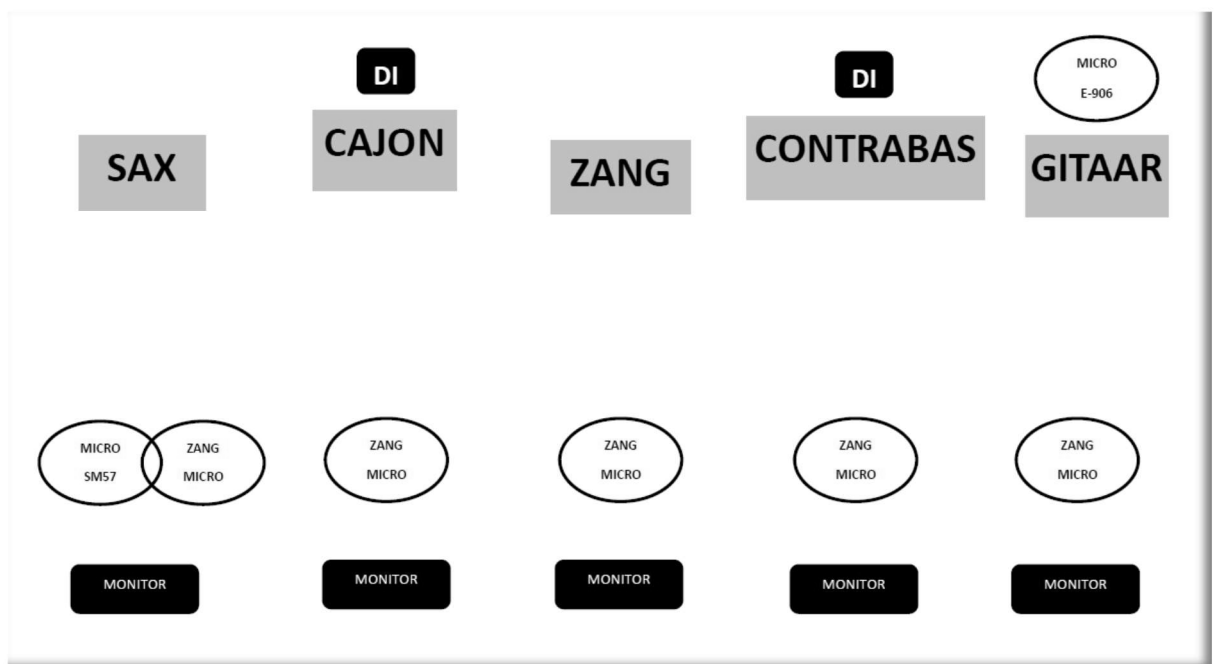 DI
DI
MICRO
E-906
SAX
CAJON
ZANG
CONTRABAS
GITAAR
MICRO
SM57
ZANG
MICRO
ZANG
MICRO
ZANG
MICRO
ZANG
MICRO
ZANG
MICRO
MONITOR
MONITOR
MONITOR
MONITOR
MONITOR